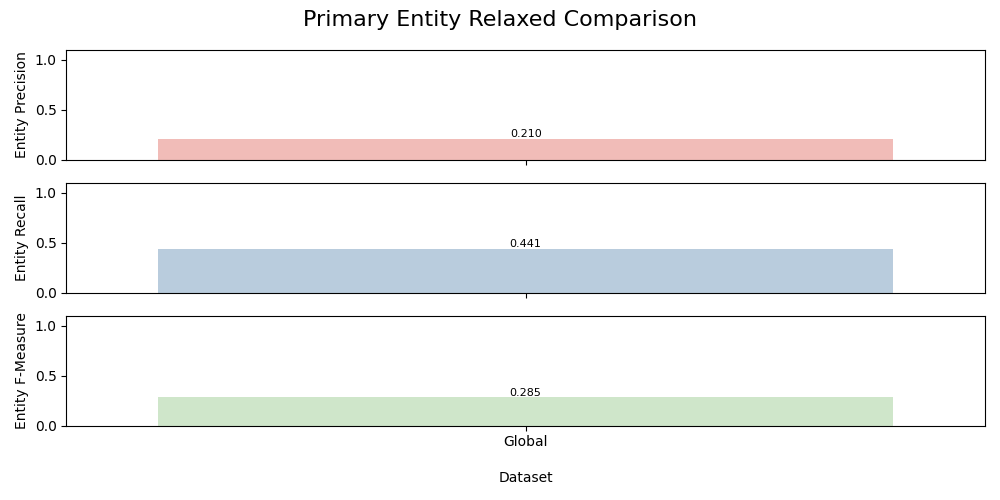 Primary Entity Relaxed Comparison
Entity Precision
1.0
0.5
0.0
0.210
Entity Recall
1.0
0.5
0.0
0.441
Entity F-Measure
1.0
0.5
0.0
0.285
Global
Dataset